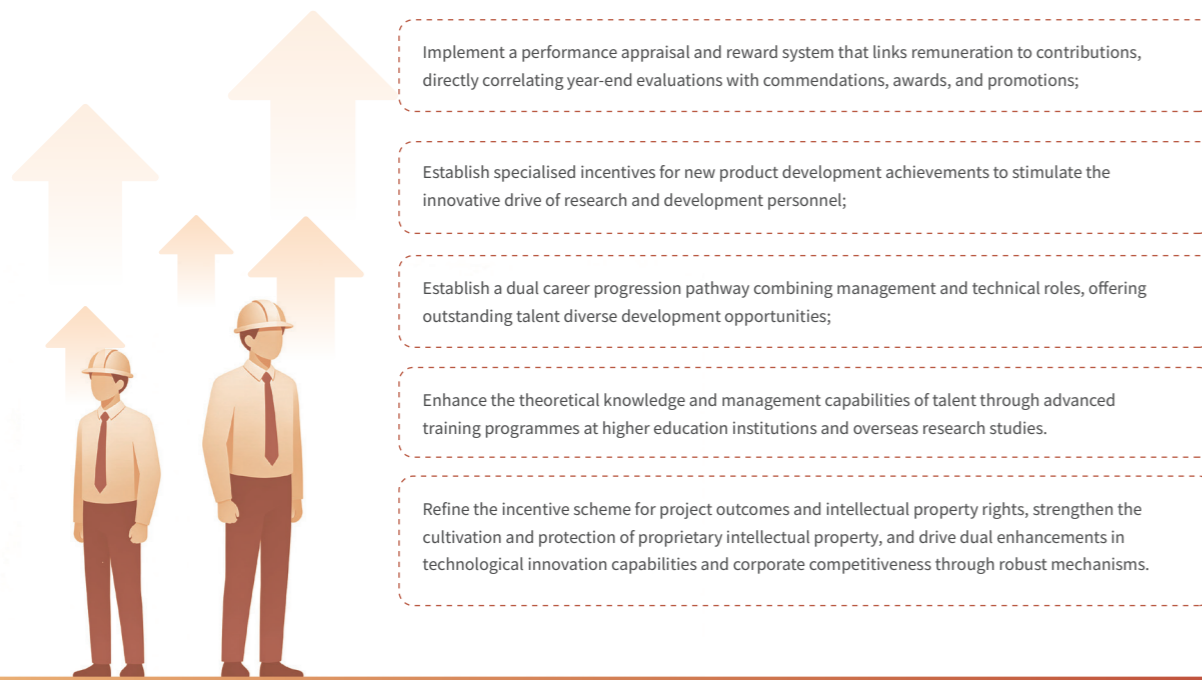 Implement a performance appraisal and reward system that links remuneration to contributions,
directly correlating year-end evaluations with commendations, awards, and promotions;
Establish specialised incentives for new product development achievements to stimulate the
innovative drive of research and development personnel;
Establish a dual career progression pathway combining management and technical roles, offering
outstanding talent diverse development opportunities;
Enhance the theoretical knowledge and management capabilities of talent through advanced
training programmes at higher education institutions and overseas research studies.
Refine the incentive scheme for project outcomes and intellectual property rights, strengthen the
cultivation and protection of proprietary intellectual property, and drive dual enhancements in
technological innovation capabilities and corporate competitiveness through robust mechanisms.